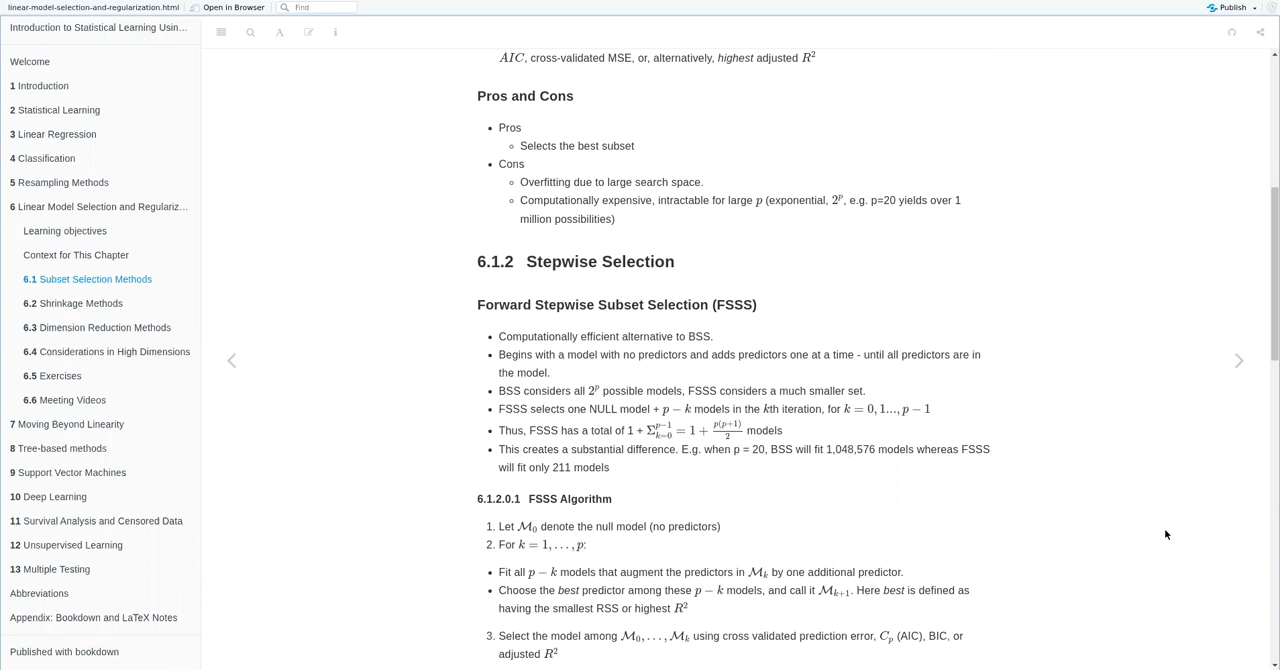 linear-model-selection-and-regularization.html Open in Browser Find Publish
Introduction to Statistical Learning Usin…
Welcome
1 Introduction
2 Statistical Learning
3 Linear Regression
4 Classification
5 Resampling Methods
6 Linear Model Selection and Regulariz…
Learning objectives
Context for This Chapter
6.1 Subset Selection Methods
6.2 Shrinkage Methods
6.3 Dimension Reduction Methods
6.4 Considerations in High Dimensions
6.5 Exercises
6.6 Meeting Videos
7 Moving Beyond Linearity
8 Tree-based methods
9 Support Vector Machines
10 Deep Learning
11 Survival Analysis and Censored Data
12 Unsupervised Learning
13 Multiple Testing
Abbreviations
Appendix: Bookdown and LaTeX Notes
Published with bookdown
AIC, cross-validated MSE, or, alternatively, highest adjusted R²
Pros and Cons
• Pros
◦ Selects the best subset
• Cons
◦ Overfitting due to large search space.
◦ Computationally expensive, intractable for large p (exponential, 2^p, e.g. p=20 yields over 1
million possibilities)
6.1.2 Stepwise Selection
Forward Stepwise Subset Selection (FSSS)
• Computationally efficient alternative to BSS.
• Begins with a model with no predictors and adds predictors one at a time - until all predictors are in
the model.
• BSS considers all 2^p possible models, FSSS considers a much smaller set.
• FSSS selects one NULL model + p − k models in the kth iteration, for k = 0, 1..., p − 1
• Thus, FSSS has a total of 1 + Σ_{k=0}^{p−1} = 1 + p(p+1)/2 models
• This creates a substantial difference. E.g. when p = 20, BSS will fit 1,048,576 models whereas FSSS
will fit only 211 models
6.1.2.0.1 FSSS Algorithm
1. Let M₀ denote the null model (no predictors)
2. For k = 1, . . . , p:
• Fit all p − k models that augment the predictors in M_k by one additional predictor.
• Choose the best predictor among these p − k models, and call it M_{k+1}. Here best is defined as
having the smallest RSS or highest R²
3. Select the model among M₀, . . . , M_k using cross validated prediction error, C_p (AIC), BIC, or
adjusted R²